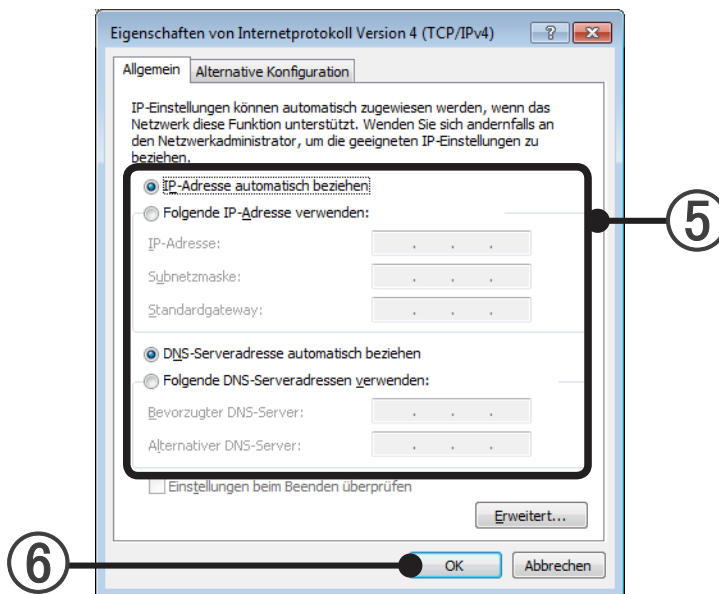 Eigenschaften von Internetprotokoll Version 4 (TCP/IPv4)
Allgemein
Alternative Konfiguration
IP-Einstellungen können automatisch zugewiesen werden, wenn das
Netzwerk diese Funktion unterstützt. Wenden Sie sich andernfalls an
den Netzwerkadministrator, um die geeigneten IP-Einstellungen zu
beziehen.
IP-Adresse automatisch beziehen
Folgende IP-Adresse verwenden:
⑤
IP-Adresse:
Subnetzmaske:
Standardgateway:
DNS-Serveradresse automatisch beziehen
Folgende DNS-Serveradressen verwenden:
Bevorzugter DNS-Server:
Alternativer DNS-Server:
Einstellungen beim Beenden überprüfen
Erweitert...
⑥
OK
Abbrechen